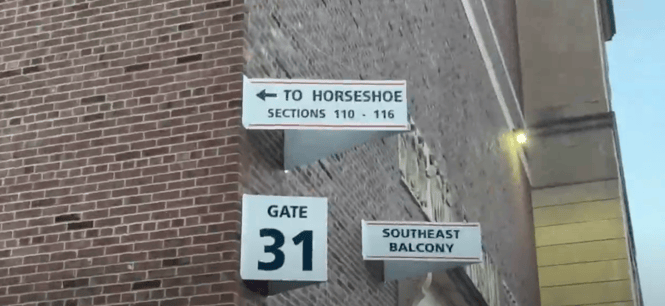 ← TO HORSESHOE
SECTIONS 110 - 116
GATE
31
SOUTHEAST
BALCONY